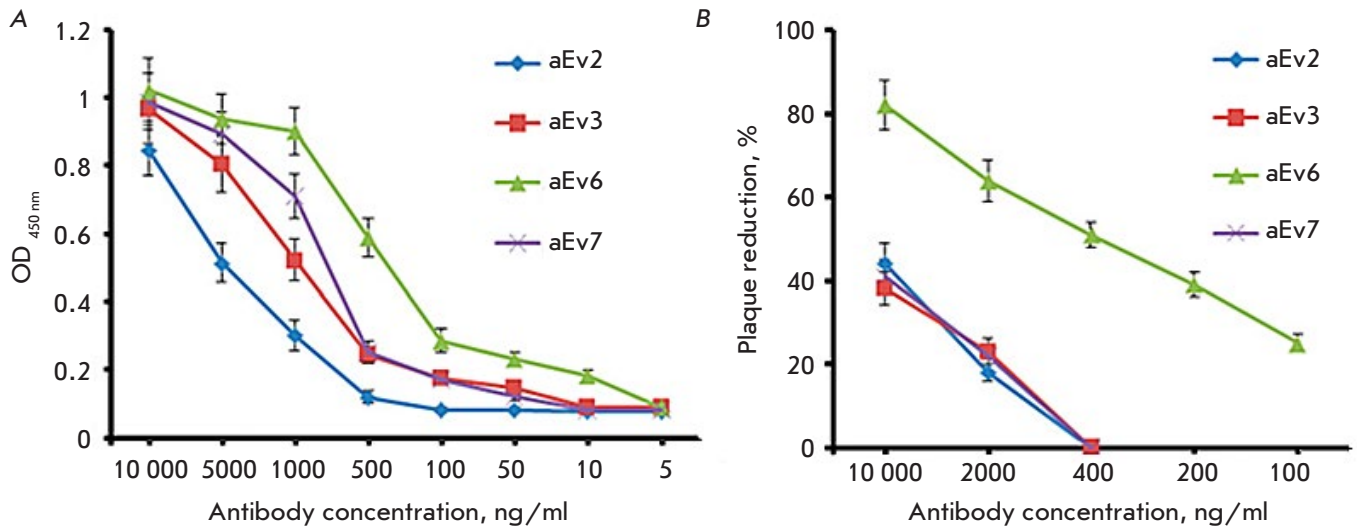 A
1.2
1
0.8
0.6
0.4
0.2
0
OD 450 nm
aEv2
aEv3
aEv6
aEv7
10 000 5000 1000 500 100 50 10 5
Antibody concentration, ng/ml
B
100
80
60
40
20
0
Plaque reduction, %
aEv2
aEv3
aEv6
aEv7
10 000 2000 400 200 100
Antibody concentration, ng/ml